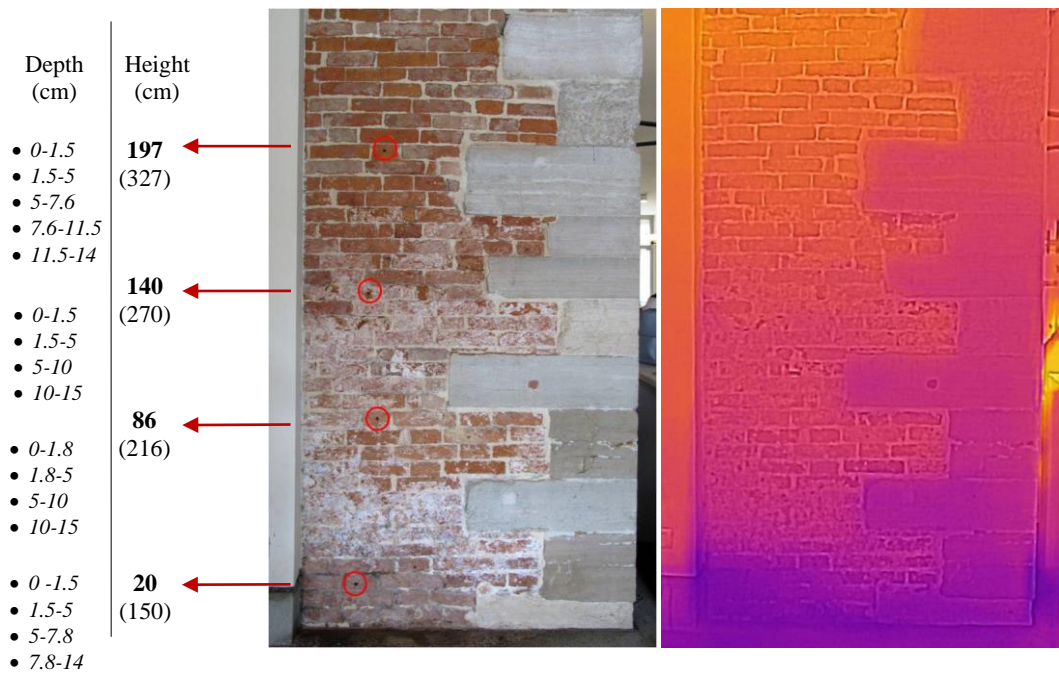 Depth Height
(cm) (cm)
• 0-1.5 197
• 1.5-5 (327)
• 5-7.6
• 7.6-11.5
• 11.5-14
140
(270)
• 0-1.5
• 1.5-5
• 5-10
• 10-15
86
(216)
• 0-1.8
• 1.8-5
• 5-10
• 10-15
• 0 -1.5 20
• 1.5-5 (150)
• 5-7.8
• 7.8-14